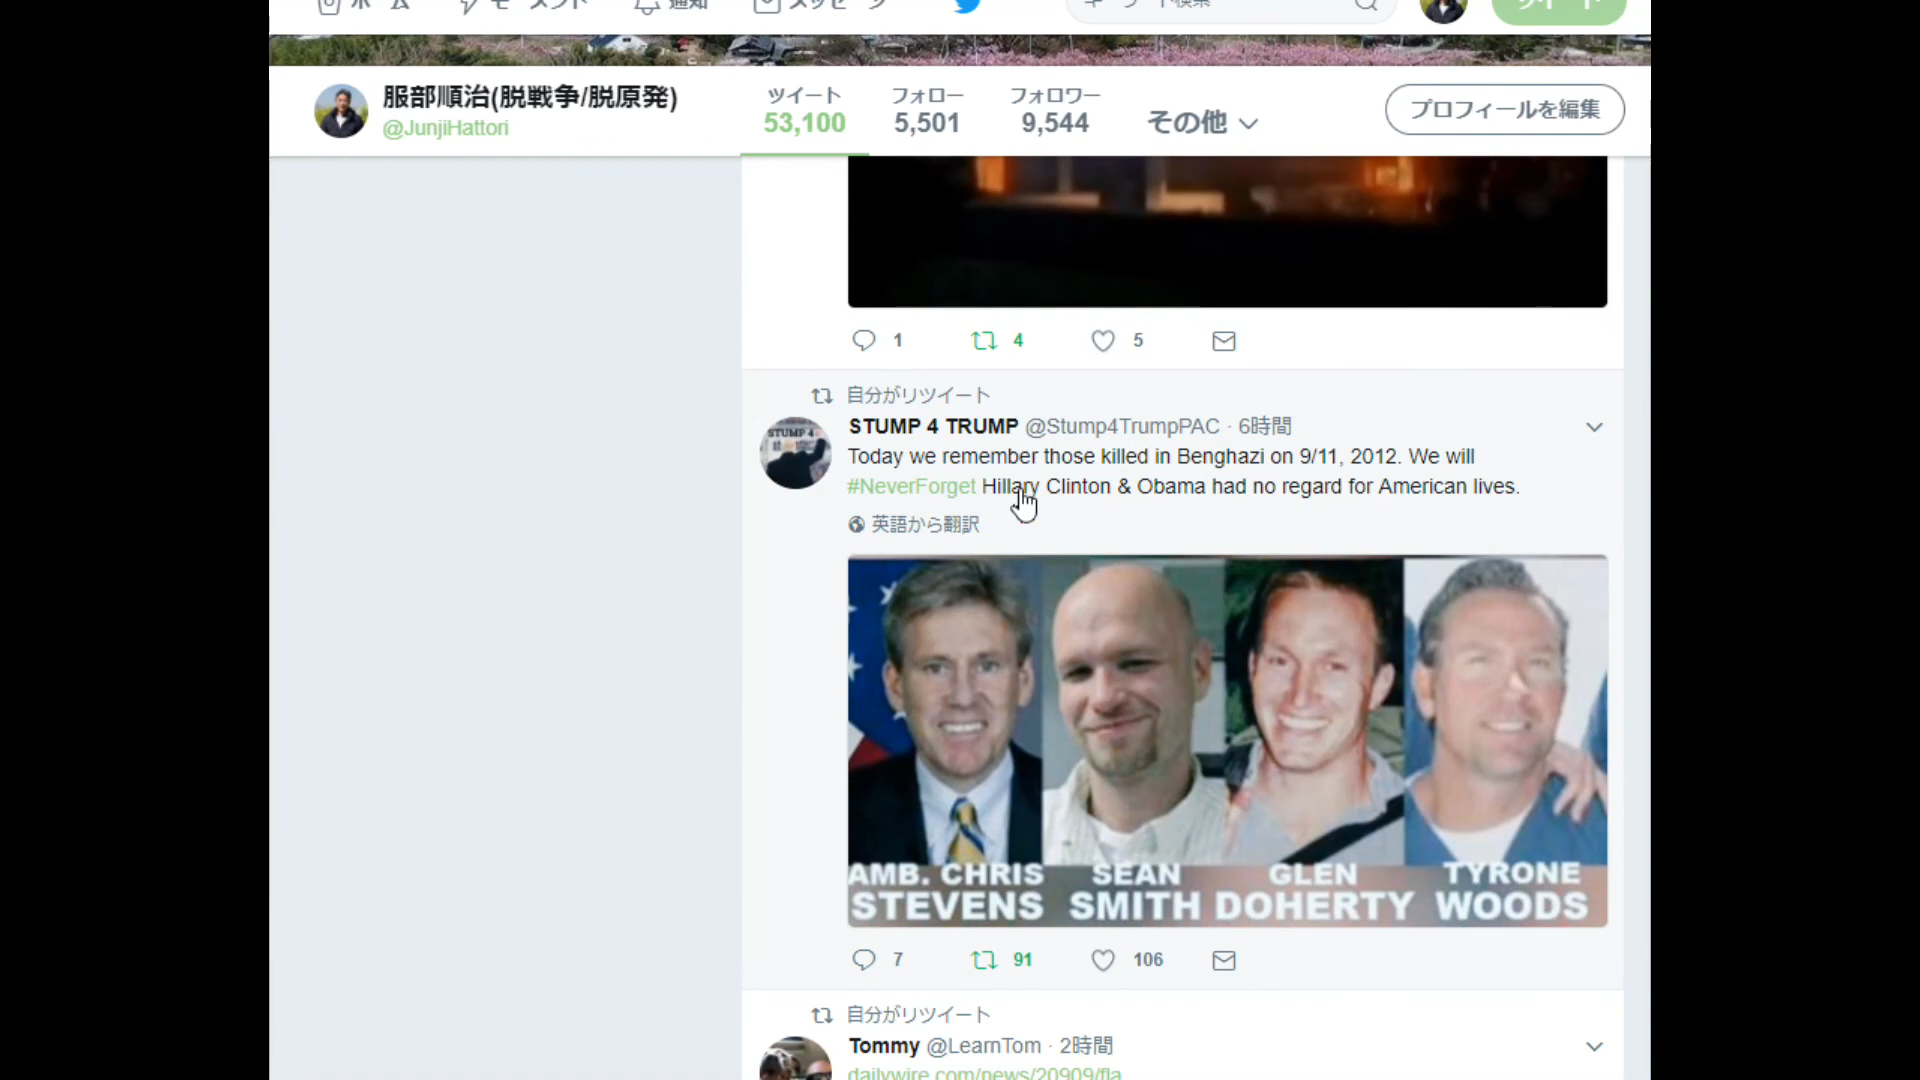 ホーム モーメント 通知 メッセージ キーワード検索 ツイート
服部順治(脱戦争/脱原発)
@JunjiHattori
ツイート 53,100
フォロー 5,501
フォロワー 9,544
その他
プロフィールを編集
1 4 5
自分がリツイート
STUMP 4 TRUMP @Stump4TrumpPAC · 6時間
Today we remember those killed in Benghazi on 9/11, 2012. We will
#NeverForget Hillary Clinton & Obama had no regard for American lives.
英語から翻訳
STUMP 4
AMB. CHRIS STEVENS
SEAN SMITH
GLEN DOHERTY
TYRONE WOODS
7 91 106
自分がリツイート
Tommy @LearnTom · 2時間
dailywire.com/news/20909/fla